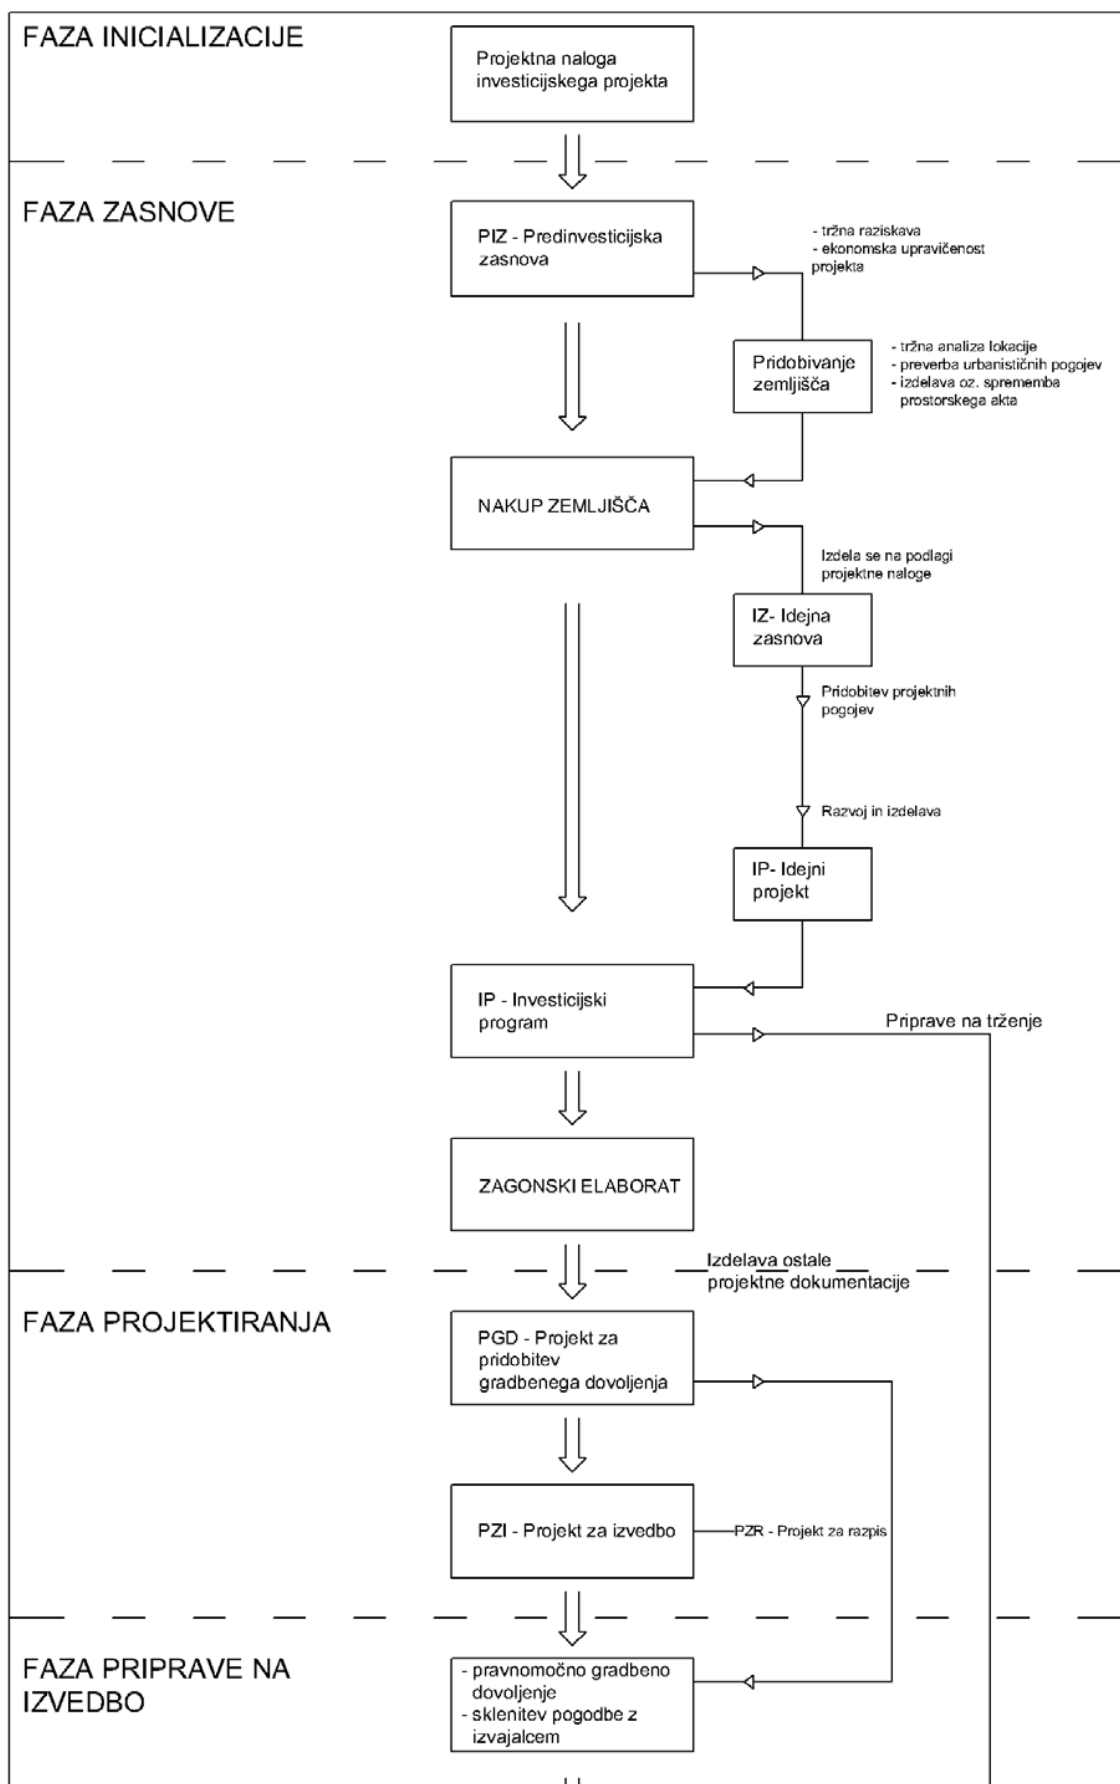 FAZA INICIALIZACIJE
Projektna naloga
investicijskega projekta
FAZA ZASNOVE
PIZ - Predinvesticijska
zasnova
- tržna raziskava
- ekonomska upravičenost
projekta
Pridobivanje
zemljišča
- tržna analiza lokacije
- preverba urbanističnih pogojev
- izdelava oz. sprememba
prostorskega akta
NAKUP ZEMLJIŠČA
Izdela se na podlagi
projektne naloge
IZ- Idejna
zasnova
Pridobitev projektnih
pogojev
Razvoj in izdelava
IP- Idejni
projekt
IP - Investicijski
program
Priprave na trženje
ZAGONSKI ELABORAT
Izdelava ostale
projektne dokumentacije
FAZA PROJEKTIRANJA
PGD - Projekt za
pridobitev
gradbenega dovoljenja
PZI - Projekt za izvedbo
PZR - Projekt za razpis
FAZA PRIPRAVE NA
IZVEDBO
- pravnomočno gradbeno
dovoljenje
- sklenitev pogodbe z
izvajalcem